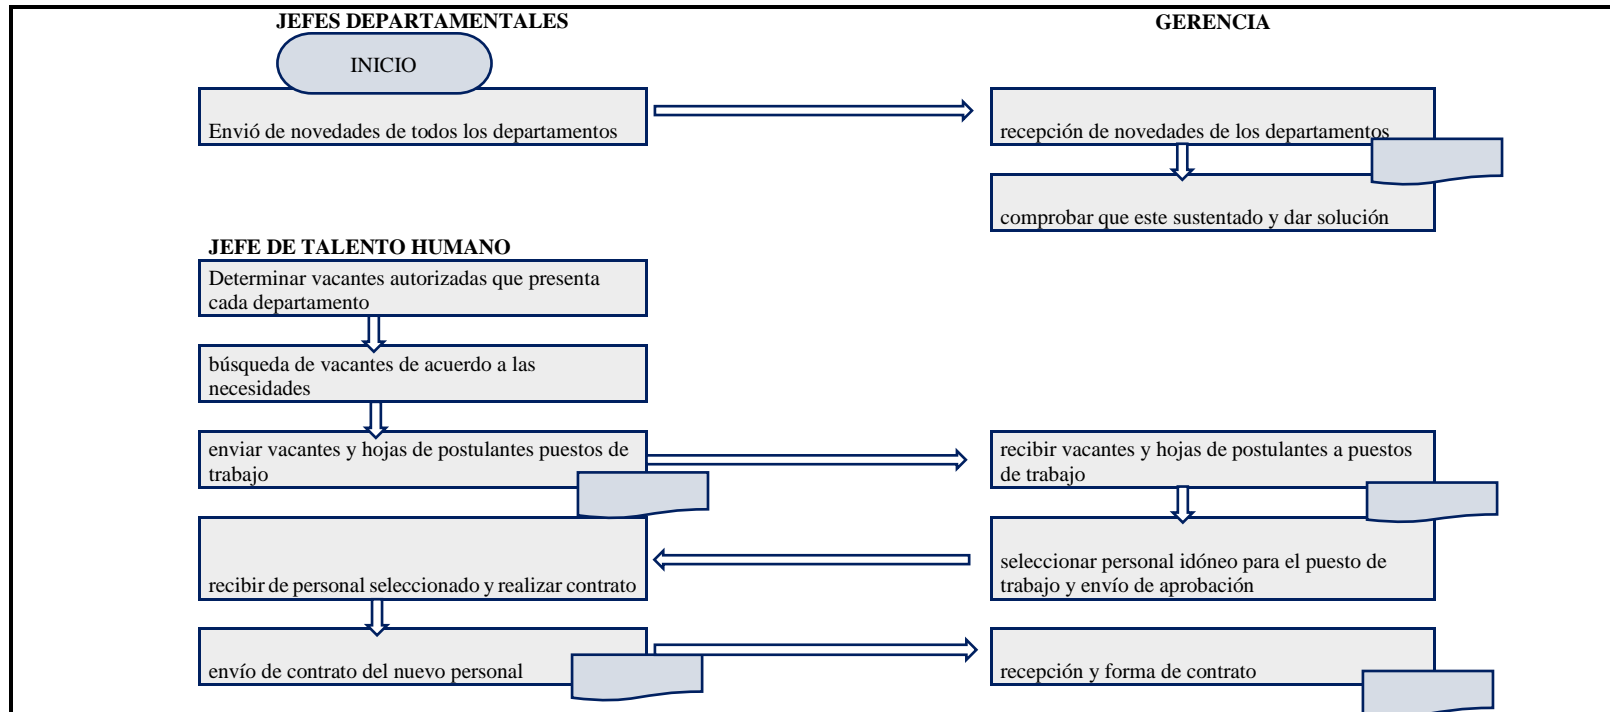 JEFES DEPARTAMENTALES
GERENCIA
INICIO
Envió de novedades de todos los departamentos
recepción de novedades de los departamentos
comprobar que este sustentado y dar solución
JEFE DE TALENTO HUMANO
Determinar vacantes autorizadas que presenta
cada departamento
búsqueda de vacantes de acuerdo a las
necesidades
enviar vacantes y hojas de postulantes puestos de
trabajo
recibir vacantes y hojas de postulantes a puestos
de trabajo
recibir de personal seleccionado y realizar contrato
seleccionar personal idóneo para el puesto de
trabajo y envío de aprobación
envío de contrato del nuevo personal
recepción y forma de contrato